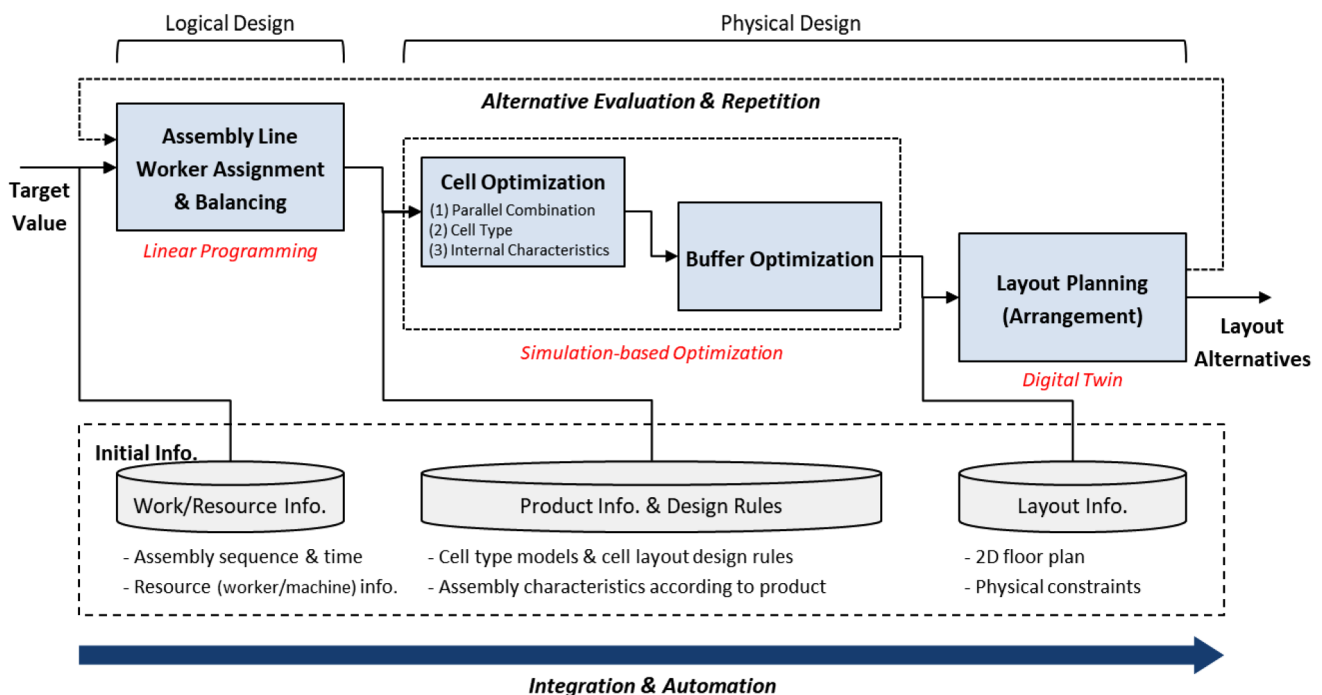 Logical Design
Physical Design
Alternative Evaluation & Repetition
Target
Value
Assembly Line
Worker Assignment
& Balancing
Linear Programming
Cell Optimization
(1) Parallel Combination
(2) Cell Type
(3) Internal Characteristics
Buffer Optimization
Simulation-based Optimization
Layout Planning
(Arrangement)
Digital Twin
Layout
Alternatives
Initial Info.
Work/Resource Info.
- Assembly sequence & time
- Resource (worker/machine) info.
Product Info. & Design Rules
- Cell type models & cell layout design rules
- Assembly characteristics according to product
Layout Info.
- 2D floor plan
- Physical constraints
Integration & Automation